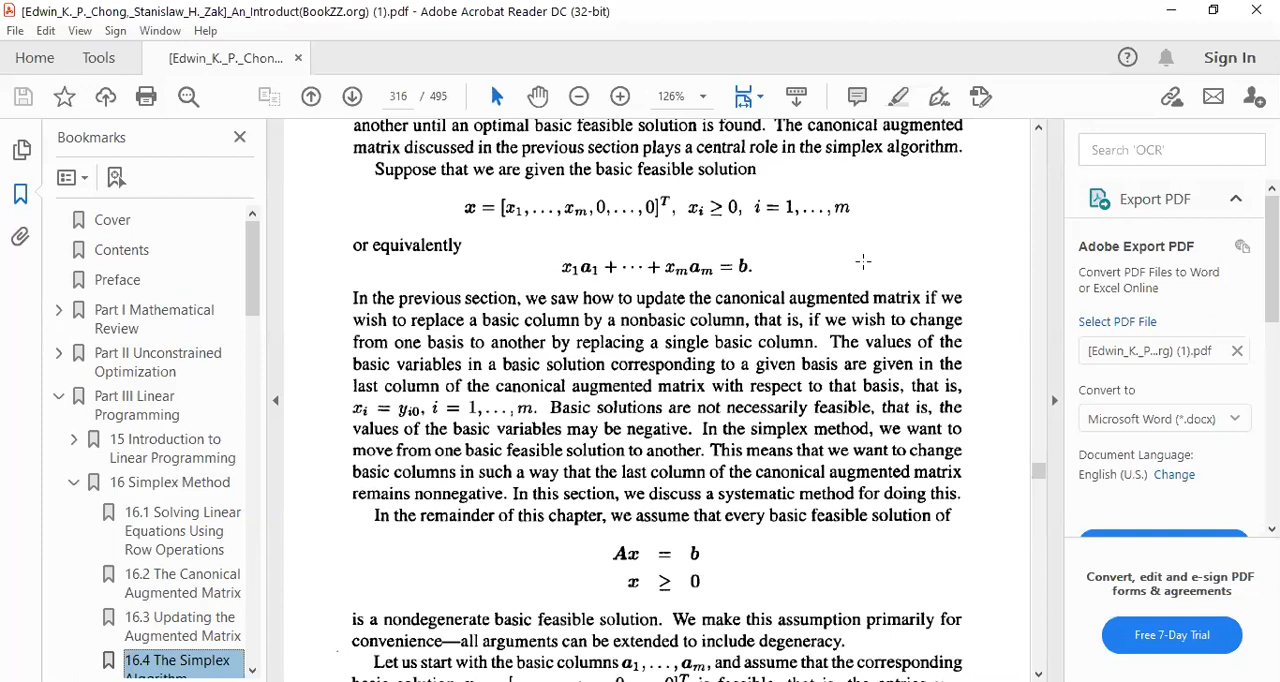 [Edwin_K._P._Chong,_Stanislaw_H._Zak]_An_Introduct(BookZZ.org) (1).pdf - Adobe Acrobat Reader DC (32-bit)
File Edit View Sign Window Help
Home Tools [Edwin_K._P._Chon... × Sign In
316 / 495 126%
Bookmarks
Cover
Contents
Preface
Part I Mathematical
Review
Part II Unconstrained
Optimization
Part III Linear
Programming
15 Introduction to
Linear Programming
16 Simplex Method
16.1 Solving Linear
Equations Using
Row Operations
16.2 The Canonical
Augmented Matrix
16.3 Updating the
Augmented Matrix
16.4 The Simplex
Algorithm
another until an optimal basic feasible solution is found. The canonical augmented
matrix discussed in the previous section plays a central role in the simplex algorithm.
Suppose that we are given the basic feasible solution
x = [x₁, . . . , xₘ, 0, . . . , 0]ᵀ, xᵢ ≥ 0, i = 1, . . . , m
or equivalently
x₁a₁ + · · · + xₘaₘ = b.
In the previous section, we saw how to update the canonical augmented matrix if we
wish to replace a basic column by a nonbasic column, that is, if we wish to change
from one basis to another by replacing a single basic column. The values of the
basic variables in a basic solution corresponding to a given basis are given in the
last column of the canonical augmented matrix with respect to that basis, that is,
xᵢ = yᵢ₀, i = 1, . . . , m. Basic solutions are not necessarily feasible, that is, the
values of the basic variables may be negative. In the simplex method, we want to
move from one basic feasible solution to another. This means that we want to change
basic columns in such a way that the last column of the canonical augmented matrix
remains nonnegative. In this section, we discuss a systematic method for doing this.
In the remainder of this chapter, we assume that every basic feasible solution of
Ax = b
x ≥ 0
is a nondegenerate basic feasible solution. We make this assumption primarily for
convenience—all arguments can be extended to include degeneracy.
Let us start with the basic columns a₁, . . . , aₘ, and assume that the corresponding
Search 'OCR'
Export PDF
Adobe Export PDF
Convert PDF Files to Word
or Excel Online
Select PDF File
[Edwin_K._P...rg) (1).pdf
Convert to
Microsoft Word (*.docx)
Document Language:
English (U.S.) Change
Convert, edit and e-sign PDF
forms & agreements
Free 7-Day Trial